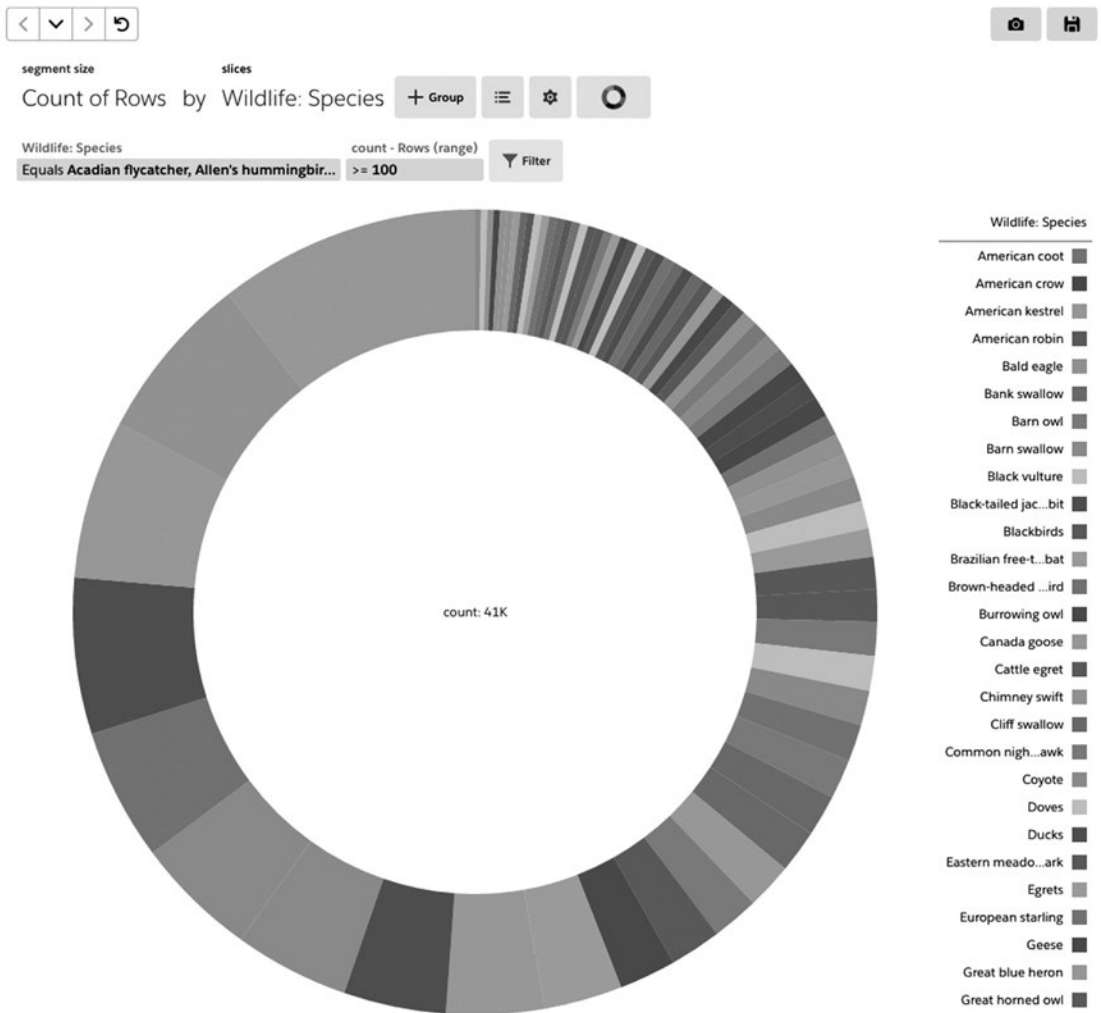 segment size
slices
Count of Rows by Wildlife: Species + Group
Wildlife: Species
count - Rows (range)
Equals Acadian flycatcher, Allen's hummingbir...
>= 100
Filter
Wildlife: Species
American coot
American crow
American kestrel
American robin
Bald eagle
Bank swallow
Barn owl
Barn swallow
Black vulture
Black-tailed jac...bit
Blackbirds
Brazilian free-t...bat
Brown-headed ...ird
Burrowing owl
Canada goose
Cattle egret
Chimney swift
Cliff swallow
Common nigh...awk
Coyote
Doves
Ducks
Eastern meado...ark
Egrets
European starling
Geese
Great blue heron
Great horned owl
count: 41K